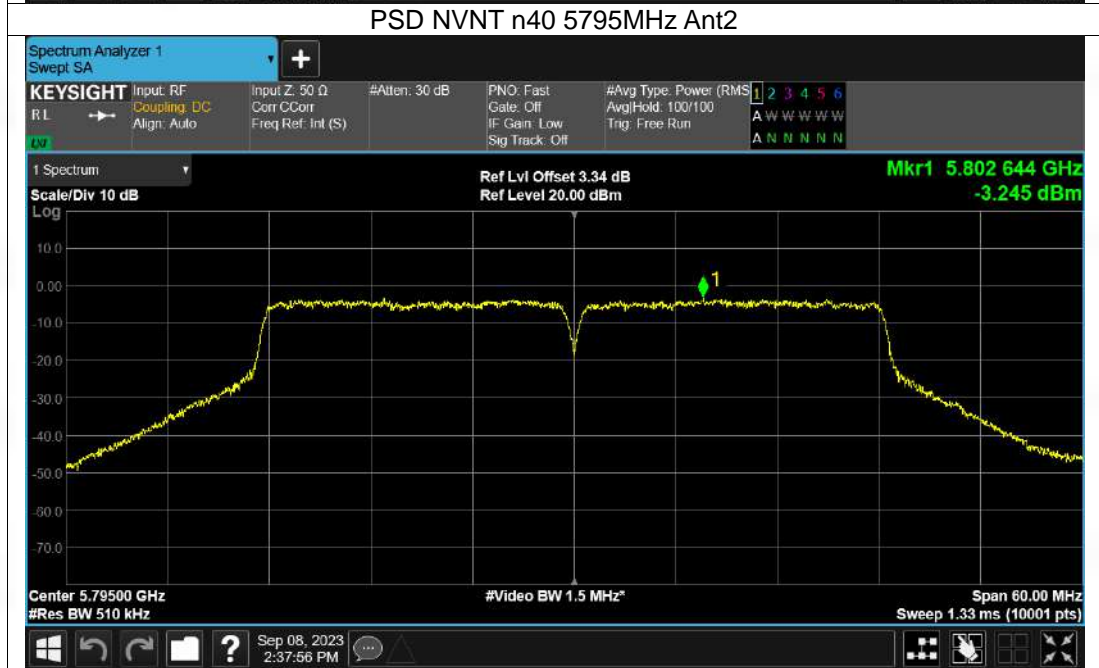 PSD NVNT n40 5795MHz Ant2
Spectrum Analyzer 1
Swept SA
KEYSIGHT Input: RF Input Z: 50 Ω #Atten: 30 dB PNO: Fast #Avg Type: Power (RMS 1 2 3 4 5 6
RL Coupling: DC Corr CCorr Gate: Off Avg|Hold: 100/100 A W W W W W
Align: Auto Freq Ref: Int (S) IF Gain: Low Trig: Free Run
Sig Track: Off A N N N N N
1 Spectrum Ref Lvl Offset 3.34 dB Mkr1 5.802 644 GHz
Scale/Div 10 dB Ref Level 20.00 dBm -3.245 dBm
Log
10.0
0.00
1
-10.0
-20.0
-30.0
-40.0
-50.0
-60.0
-70.0
Center 5.79500 GHz #Video BW 1.5 MHz* Span 60.00 MHz
#Res BW 510 kHz Sweep 1.33 ms (10001 pts)
? Sep 08, 2023
2:37:56 PM